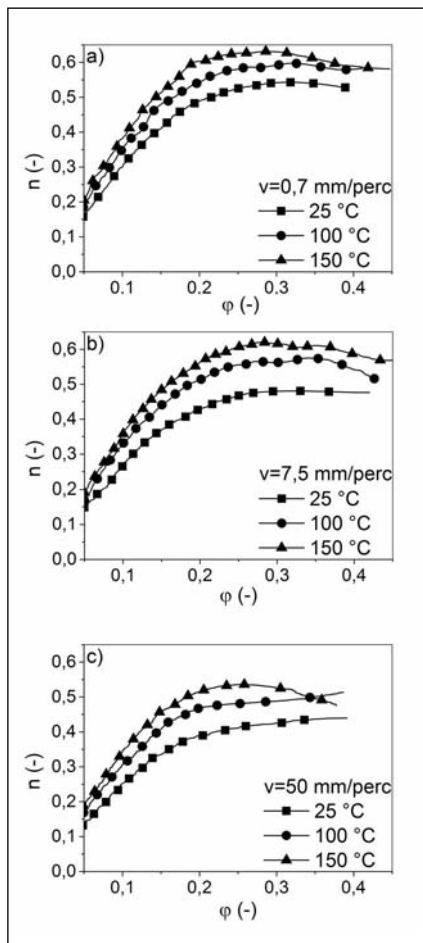 a)
n (-)
0,6
0,5
0,4
0,3
0,2
0,1
0,0
v=0,7 mm/perc
25 °C
100 °C
150 °C
0,1 0,2 0,3 0,4
φ (-)
b)
n (-)
0,6
0,5
0,4
0,3
0,2
0,1
0,0
v=7,5 mm/perc
25 °C
100 °C
150 °C
0,1 0,2 0,3 0,4
φ (-)
c)
n (-)
0,6
0,5
0,4
0,3
0,2
0,1
0,0
v=50 mm/perc
25 °C
100 °C
150 °C
0,1 0,2 0,3 0,4
φ (-)